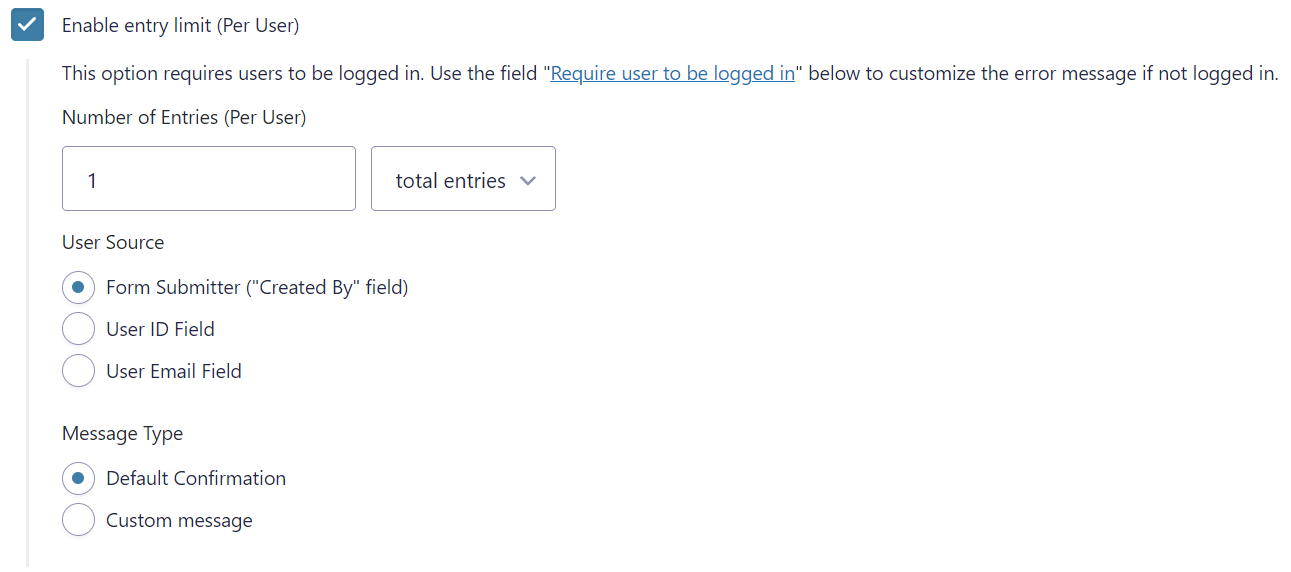 Enable entry limit (Per User)
This option requires users to be logged in. Use the field "Require user to be logged in" below to customize the error message if not logged in.
Number of Entries (Per User)
1
total entries
User Source
Form Submitter ("Created By" field)
User ID Field
User Email Field
Message Type
Default Confirmation
Custom message